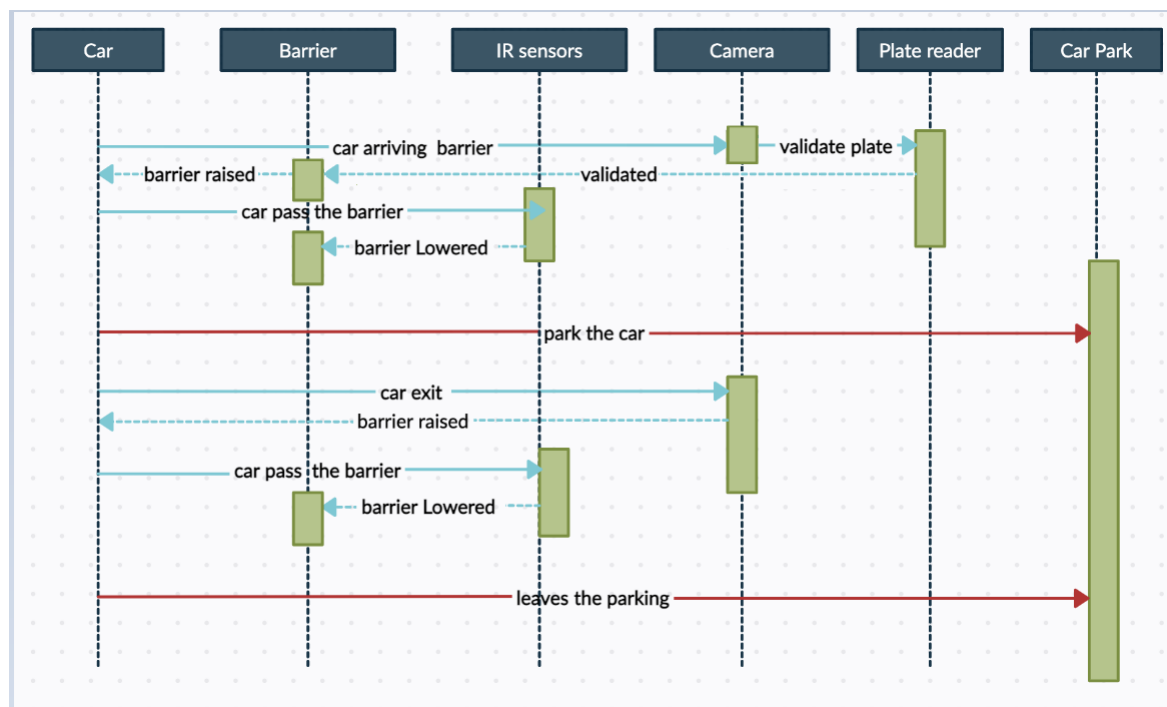 Car
Barrier
IR sensors
Camera
Plate reader
Car Park
car arriving barrier
validate plate
barrier raised
validated
car pass the barrier
barrier Lowered
park the car
car exit
barrier raised
car pass the barrier
barrier Lowered
leaves the parking